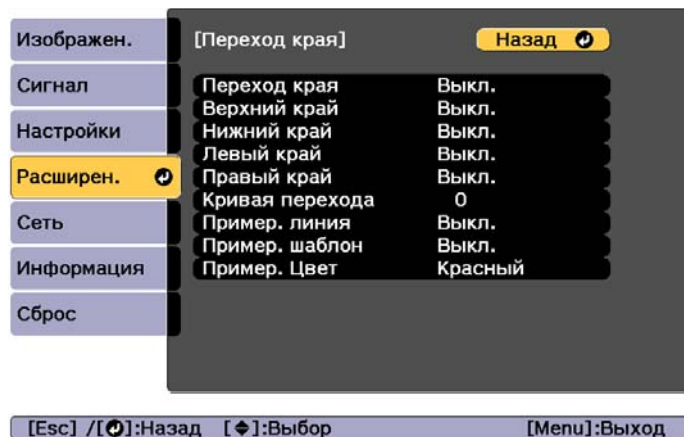 Изображен.
Сигнал
Настройки
Расширен.
Сеть
Информация
Сброс
[Переход края]
Назад
Переход края Выкл.
Верхний край Выкл.
Нижний край Выкл.
Левый край Выкл.
Правый край Выкл.
Кривая перехода 0
Пример. линия Выкл.
Пример. шаблон Выкл.
Пример. Цвет Красный
[Esc] /[⏎]:Назад [◆]:Выбор [Menu]:Выход